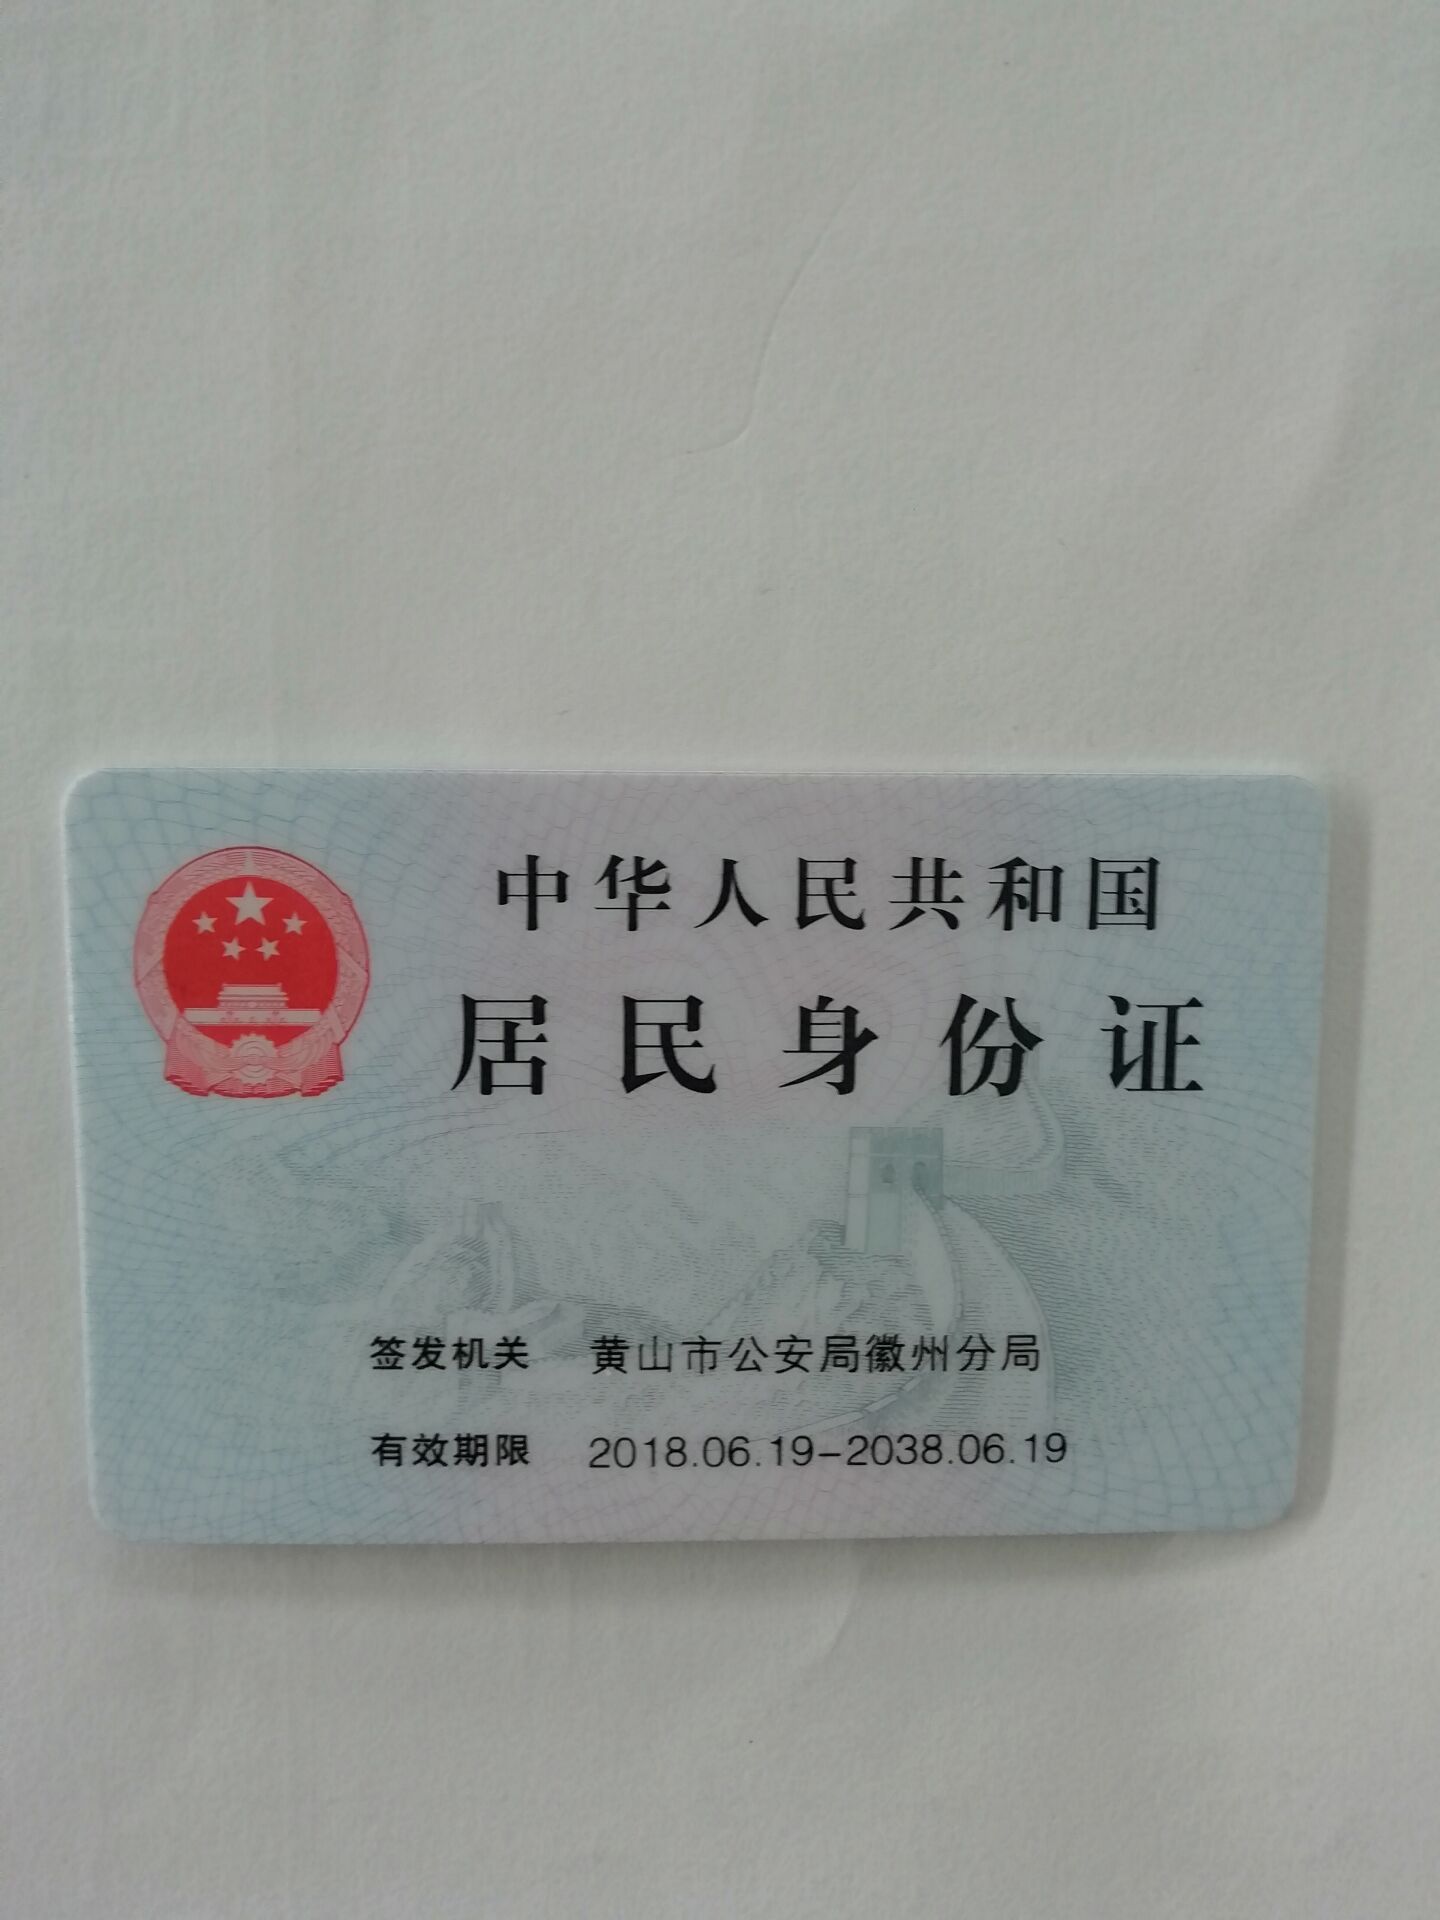 中华人民共和国
居民身份证
签发机关 黄山市公安局徽州分局
有效期限 2018.06.19-2038.06.19